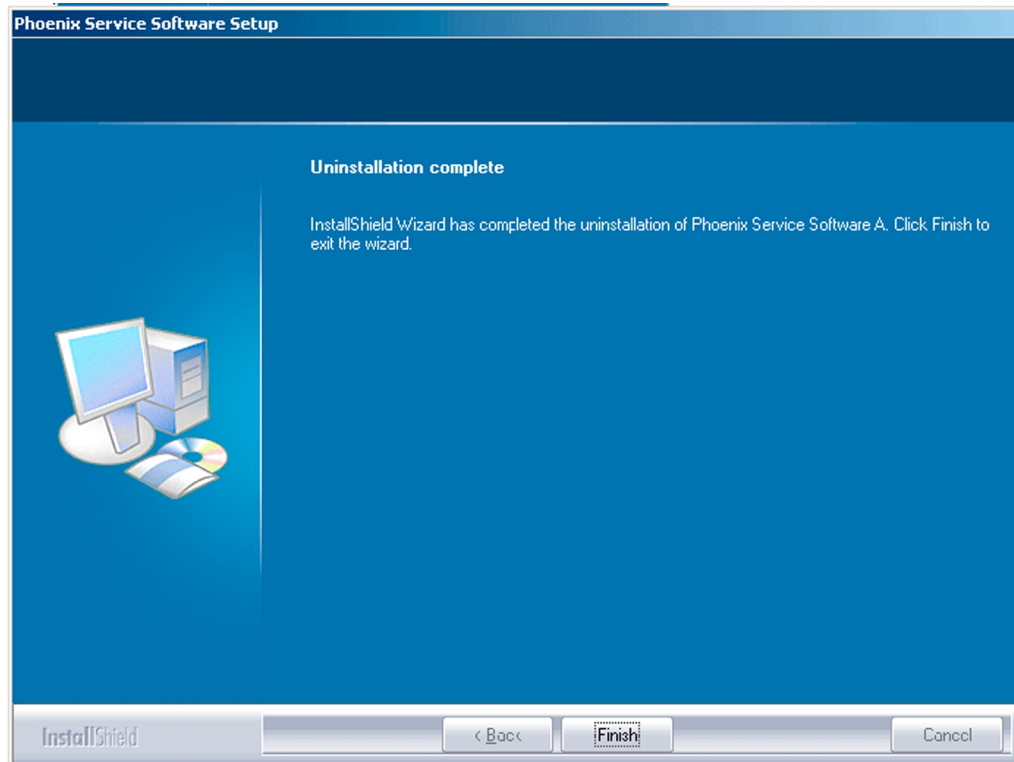 Phoenix Service Software Setup
Uninstallation complete
InstallShield Wizard has completed the uninstallation of Phoenix Service Software A. Click Finish to
exit the wizard.
InstallShield
< Back
Finish
Cancel